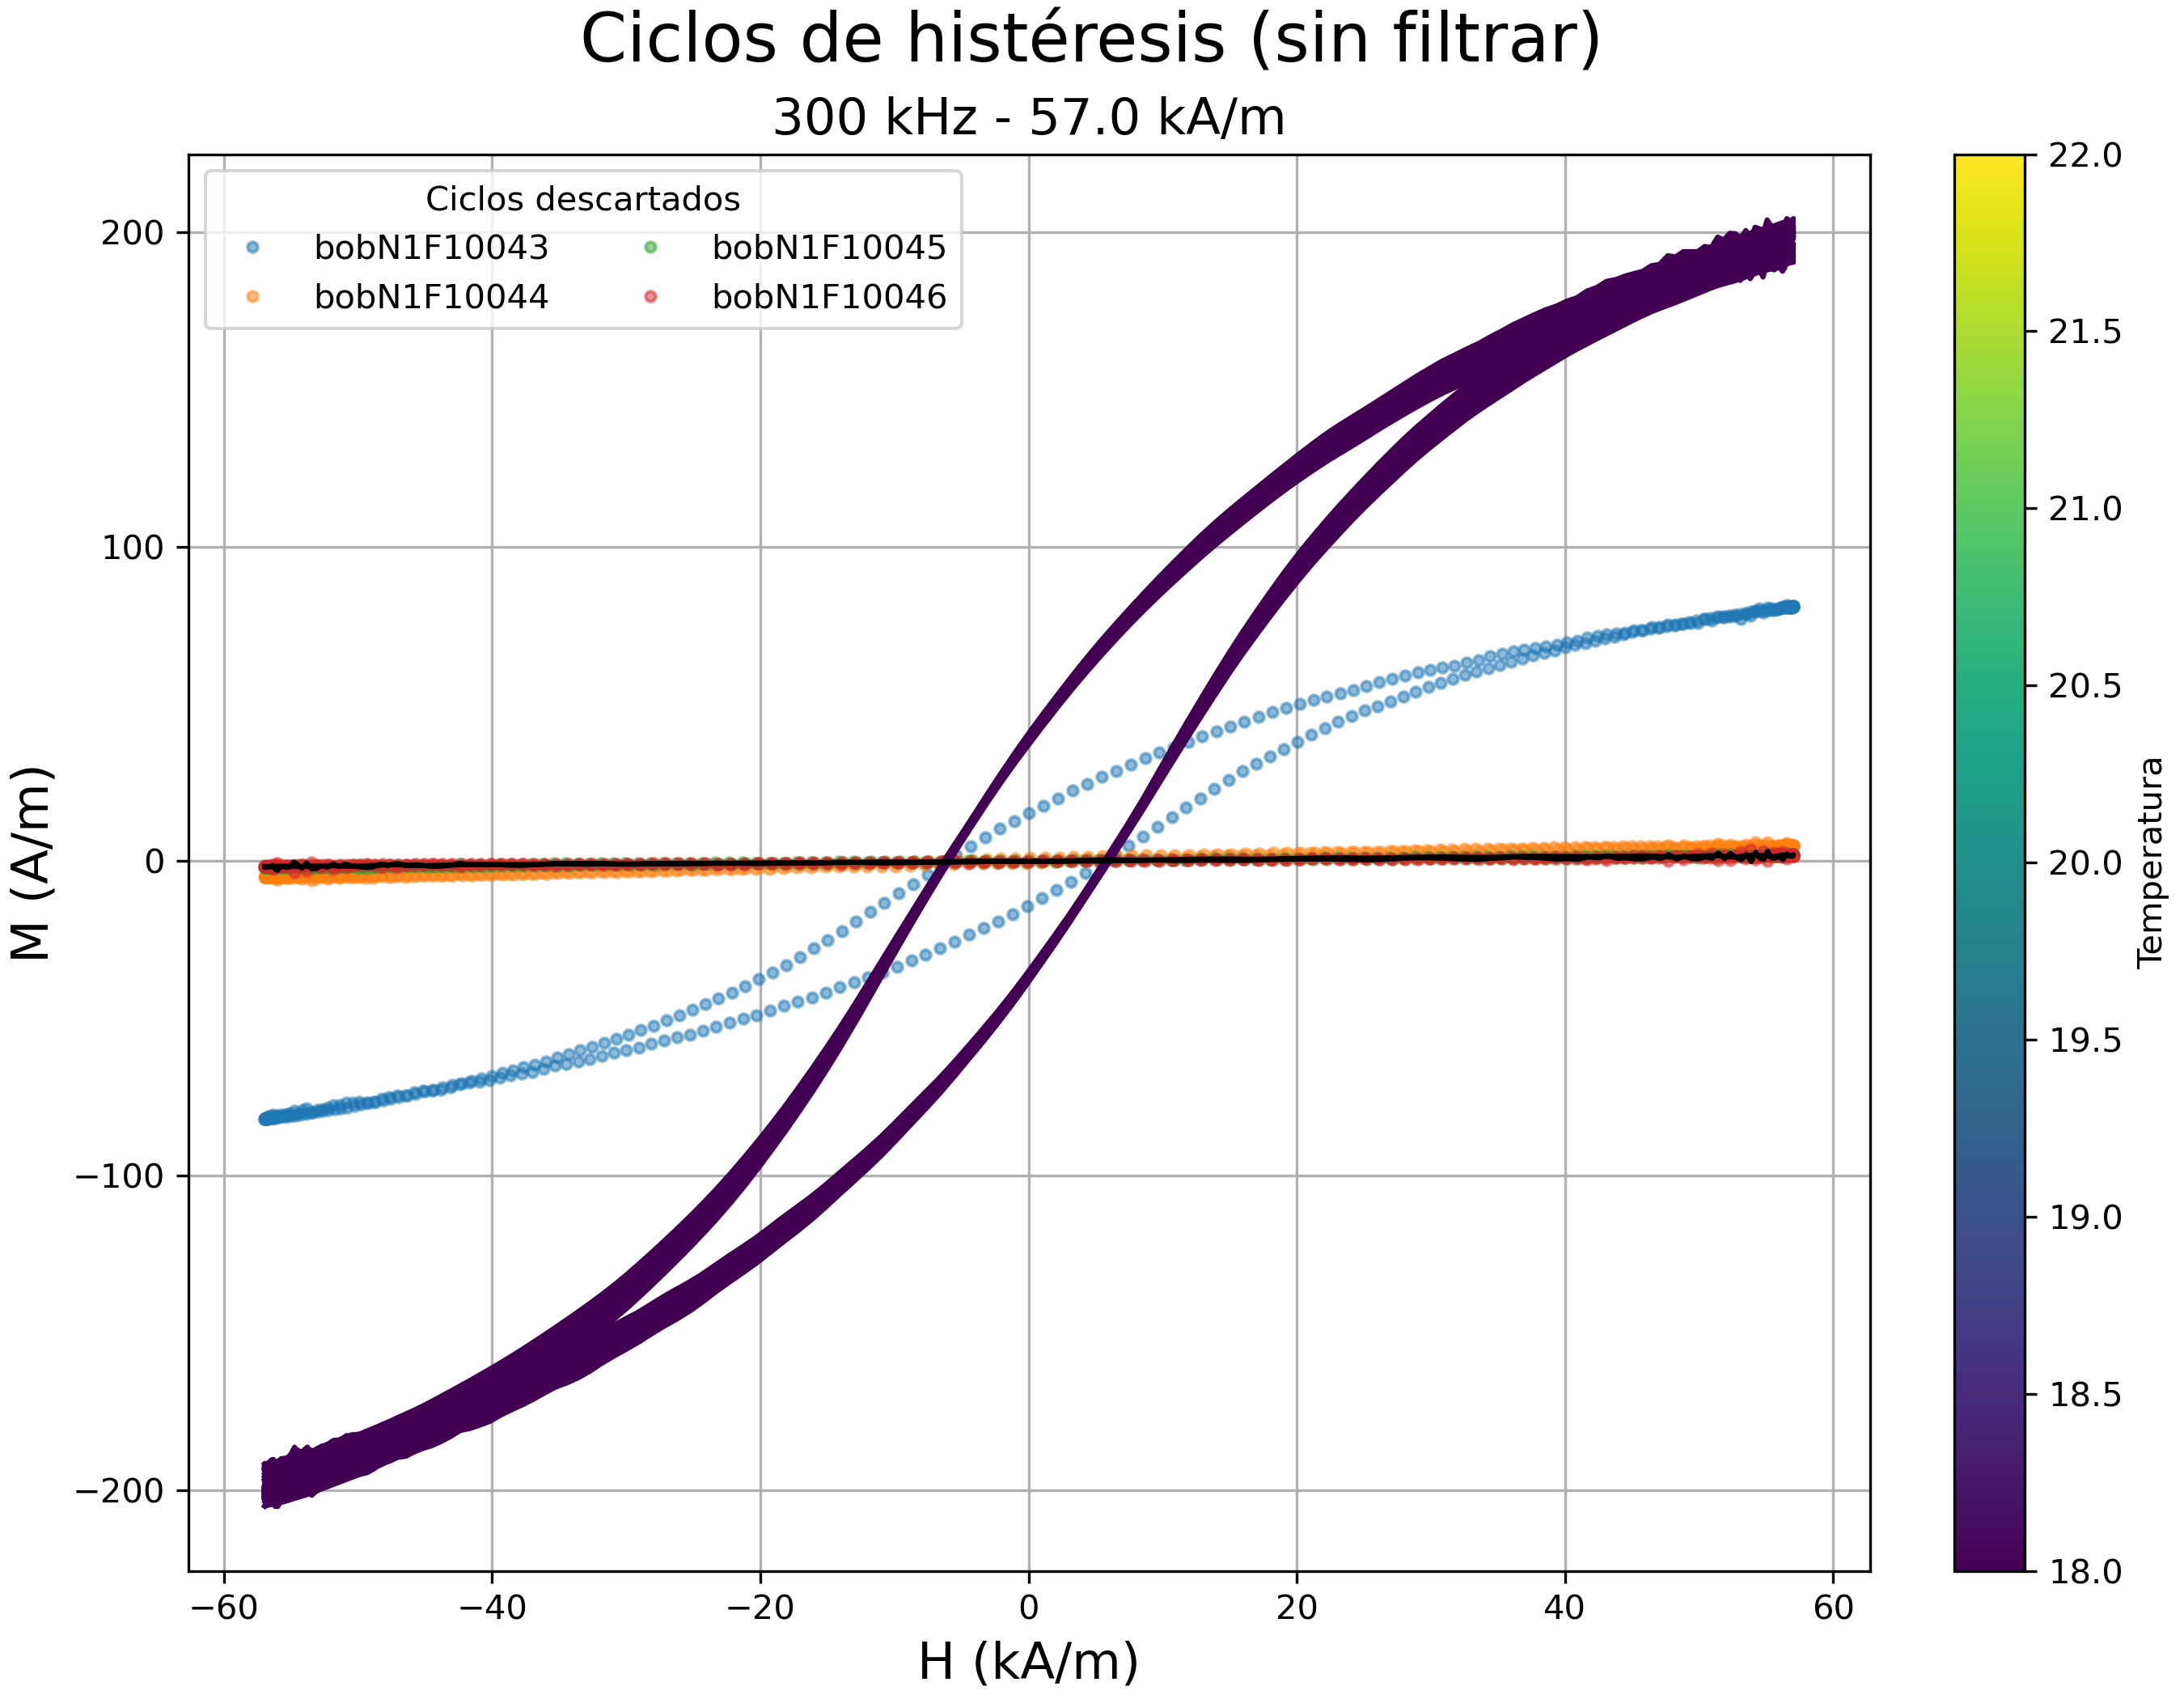 Ciclos de histéresis (sin filtrar)
300 kHz - 57.0 kA/m
Ciclos descartados
bobN1F10043
bobN1F10045
bobN1F10044
bobN1F10046
200
100
0
−100
−200
M (A/m)
−60
−40
−20
0
20
40
60
H (kA/m)
22.0
21.5
21.0
20.5
20.0
19.5
19.0
18.5
18.0
Temperatura